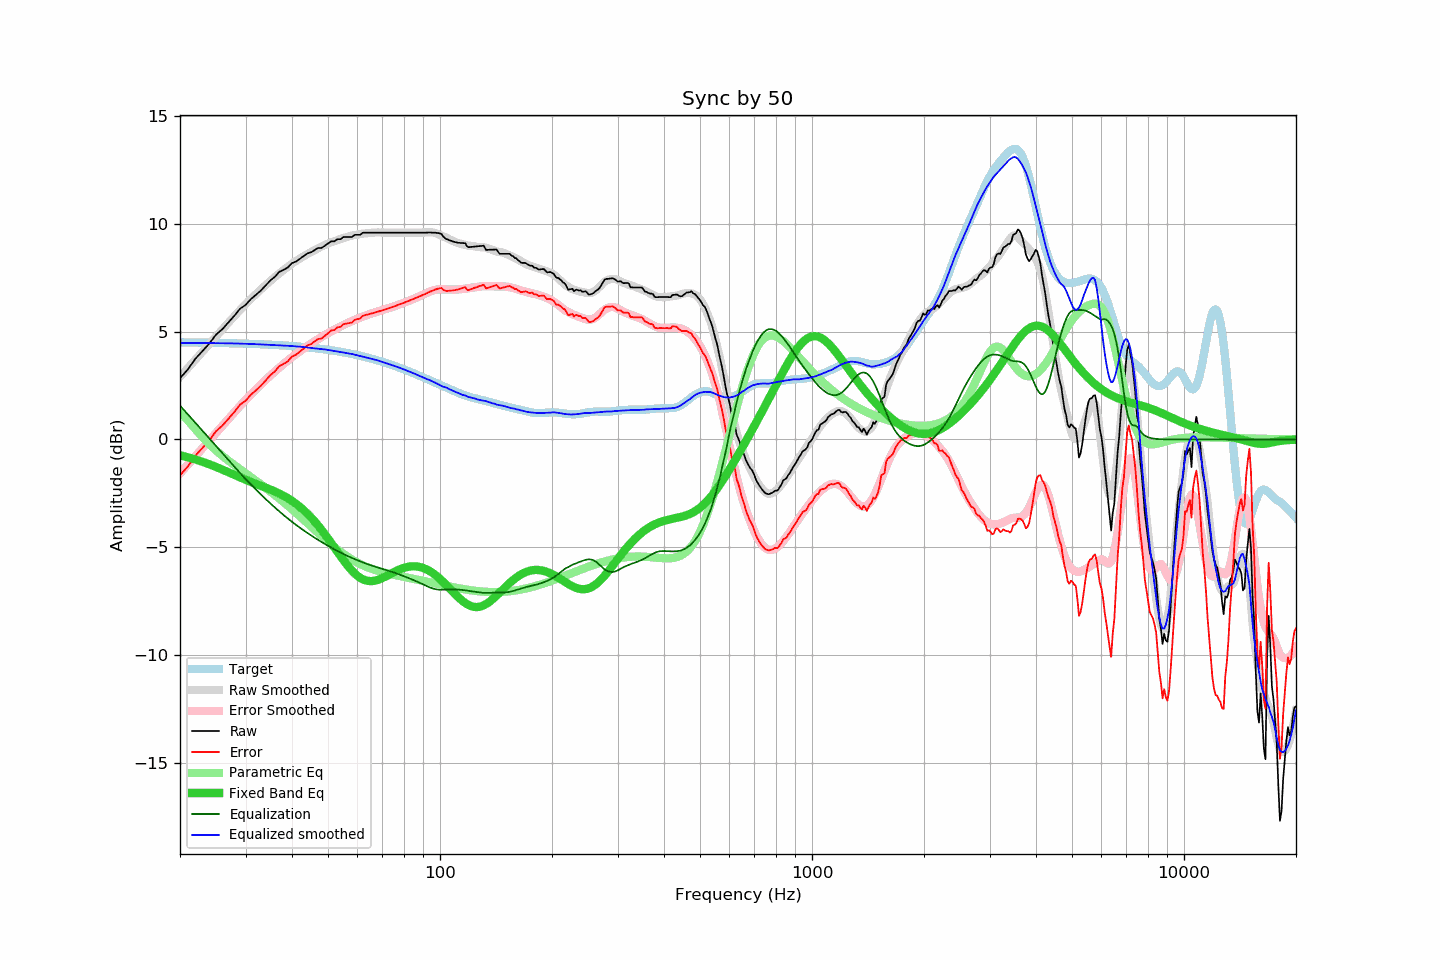 Sync by 50
15
10
5
0
−5
−10
−15
Amplitude (dBr)
Target
Raw Smoothed
Error Smoothed
Raw
Error
Parametric Eq
Fixed Band Eq
Equalization
Equalized smoothed
100
1000
10000
Frequency (Hz)